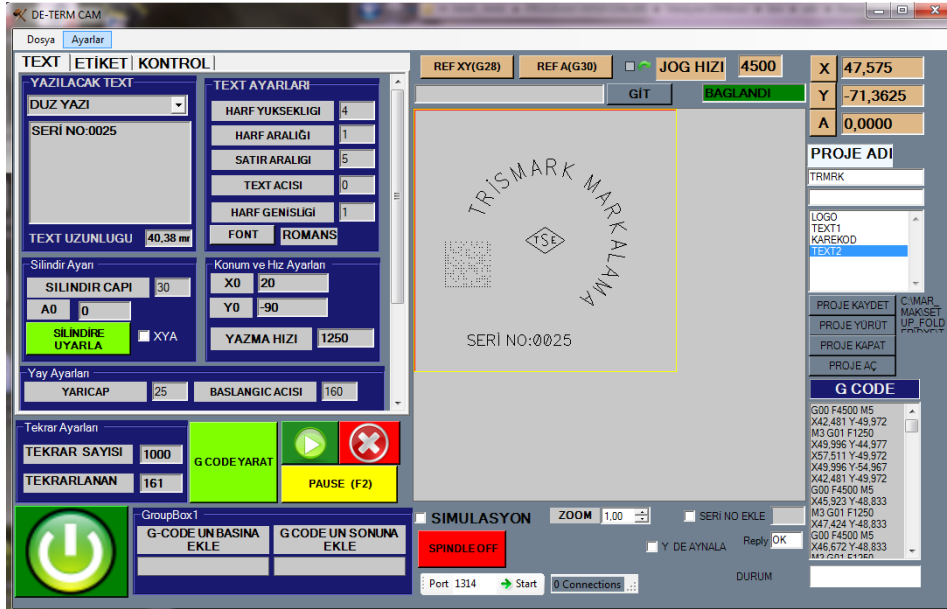 DE-TERM CAM
Dosya Ayarlar
TEXT ETİKET KONTROL
YAZILACAK TEXT
DUZ YAZI
SERİ NO:0025
TEXT UZUNLUGU 40,38 mr
TEXT AYARLARI
HARF YUKSEKLIGI 4
HARF ARALIĞI 1
SATIR ARALIGI 5
TEXT ACISI 0
HARF GENİSLİGİ 1
FONT ROMANS
Silindir Ayarı
SILINDIR CAPI 30
A0 0
SİLİNDİRE UYARLA XYA
Konum ve Hız Ayarları
X0 20
Y0 -90
YAZMA HIZI 1250
Yay Ayarları
YARICAP 25 BASLANGIC ACISI 160
Tekrar Ayarları
TEKRAR SAYISI 1000
TEKRARLANAN 161
G CODE YARAT
PAUSE (F2)
GroupBox1
G-CODE UN BASINA EKLE
G CODE UN SONUNA EKLE
REF XY(G28) REF A(G30) JOG HIZI 4500
GİT BAGLANDI
TRİSMARK MARKALAMA
TSE
SERİ NO:0025
SIMULASYON ZOOM 1,00 SERİ NO EKLE
SPINDLE OFF
Y DE AYNALA Reply OK
Port 1314 Start 0 Connections
DURUM
X 47,575
Y -71,3625
A 0,0000
PROJE ADI
TRMRK
LOGO
TEXT1
KAREKOD
TEXT2
PROJE KAYDET
PROJE YÜRÜT
PROJE KAPAT
PROJE AÇ
C:\MAR_
MAK\SET
UP_FOLD
G CODE
G00 F4500 M5
X42,481 Y-49,972
M3 G01 F1250
X49,996 Y-44,977
X57,511 Y-49,972
X49,996 Y-54,967
X42,481 Y-49,972
G00 F4500 M5
X45,923 Y-48,833
M3 G01 F1250
X47,424 Y-48,833
G00 F4500 M5
X46,672 Y-48,833
M3 G01 F1250